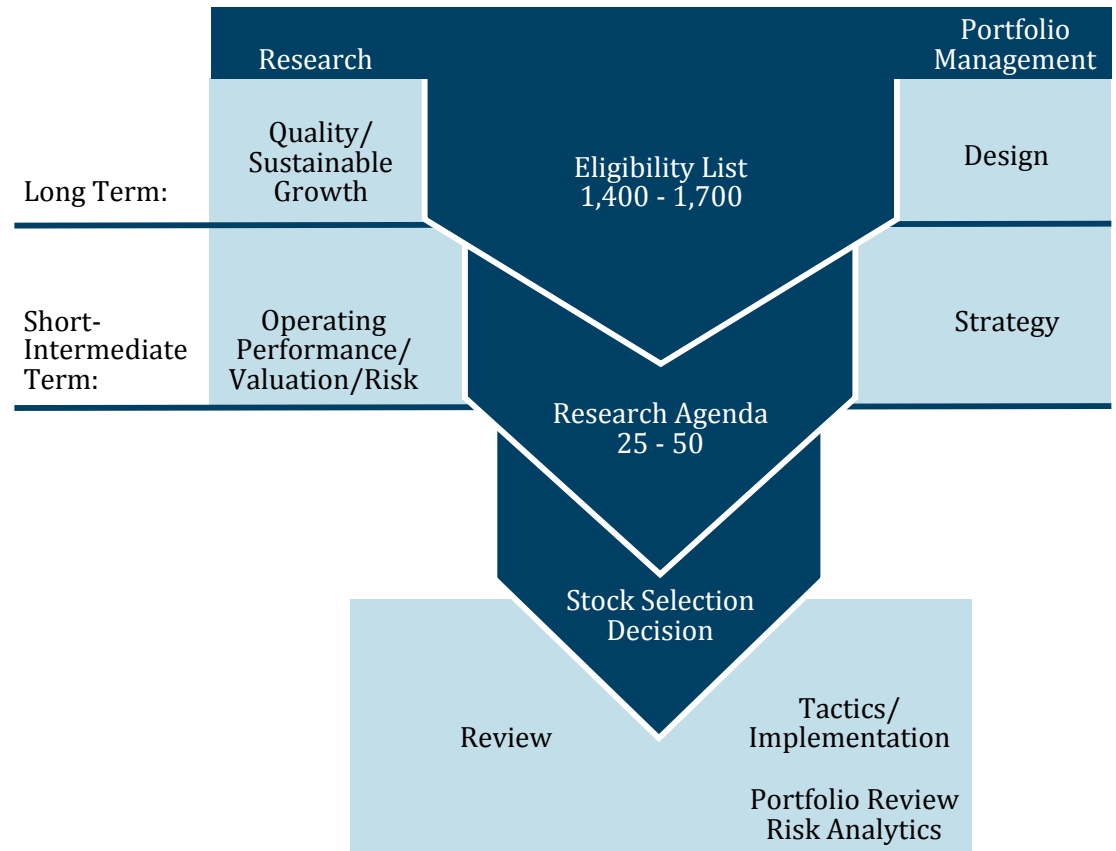 Research
Portfolio
Management
Long Term:
Quality/
Sustainable
Growth
Eligibility List
1,400 - 1,700
Design
Short-
Intermediate
Term:
Operating
Performance/
Valuation/Risk
Strategy
Research Agenda
25 - 50
Stock Selection
Decision
Review
Tactics/
Implementation
Portfolio Review
Risk Analytics